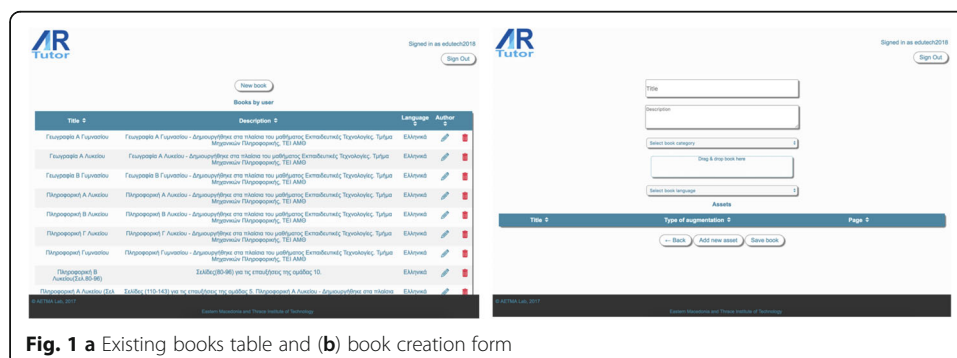 AR
Tutor
Signed in as edutech2018
Sign Out
New book
Books by user
Title Description Language Author
Γεωγραφία Α Γυμνασίου Γεωγραφία Α Γυμνασίου - Δημιουργήθηκε στα πλαίσια του μαθήματος Εκπαιδευτικές Τεχνολογίες, Τμήμα Ελληνικά
Μηχανικών Πληροφορικής, ΤΕΙ ΑΜΘ
Γεωγραφία Α Λυκείου Γεωγραφία Α Λυκείου - Δημιουργήθηκε στα πλαίσια του μαθήματος Εκπαιδευτικές Τεχνολογίες, Τμήμα Ελληνικά
Μηχανικών Πληροφορικής, ΤΕΙ ΑΜΘ
Γεωγραφία Β Γυμνασίου Γεωγραφία Β Γυμνασίου - Δημιουργήθηκε στα πλαίσια του μαθήματος Εκπαιδευτικές Τεχνολογίες, Τμήμα Ελληνικά
Μηχανικών Πληροφορικής, ΤΕΙ ΑΜΘ
Πληροφορική Α Λυκείου Πληροφορική Α Λυκείου - Δημιουργήθηκε στα πλαίσια του μαθήματος Εκπαιδευτικές Τεχνολογίες, Τμήμα Ελληνικά
Μηχανικών Πληροφορικής, ΤΕΙ ΑΜΘ
Πληροφορική Β Λυκείου Πληροφορική Β Λυκείου - Δημιουργήθηκε στα πλαίσια του μαθήματος Εκπαιδευτικές Τεχνολογίες, Τμήμα Ελληνικά
Μηχανικών Πληροφορικής, ΤΕΙ ΑΜΘ
Πληροφορική Γ Λυκείου Πληροφορική Γ Λυκείου - Δημιουργήθηκε στα πλαίσια του μαθήματος Εκπαιδευτικές Τεχνολογίες, Τμήμα Ελληνικά
Μηχανικών Πληροφορικής, ΤΕΙ ΑΜΘ
Πληροφορική Γυμνασίου Πληροφορική Γυμνασίου - Δημιουργήθηκε στα πλαίσια του μαθήματος Εκπαιδευτικές Τεχνολογίες, Τμήμα Ελληνικά
Μηχανικών Πληροφορικής, ΤΕΙ ΑΜΘ
Πληροφορική Β Σελίδες(80-96) για τις επαυξήσεις της ομάδας 10. Ελληνικά
Λυκείου(Σελ.80-96)
Πληροφορική Α Λυκείου (Σελ Σελίδες (110-143) για τις επαυξήσεις της ομάδας 5. Πληροφορική Α Λυκείου - Δημιουργήθηκε στα πλαίσια Ελληνικά
© AETMA Lab, 2017
Eastern Macedonia and Thrace Institute of Technology
AR
Tutor
Signed in as edutech2018
Sign Out
Title
Description
Select book category
Drag & drop book here
Select book language
Assets
Title Type of augmentation Page
← Back Add new asset Save book
© AETMA Lab, 2017
Eastern Macedonia and Thrace Institute of Technology
Fig. 1 a Existing books table and (b) book creation form